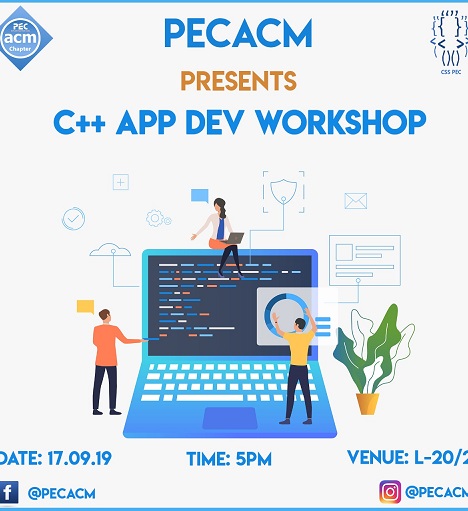 PEC
acm
Chapter
CSS PEC
PECACM
PRESENTS
C++ APP DEV WORKSHOP
DATE: 17.09.19
TIME: 5PM
VENUE: L-20/2
@PECACM
@PECACM